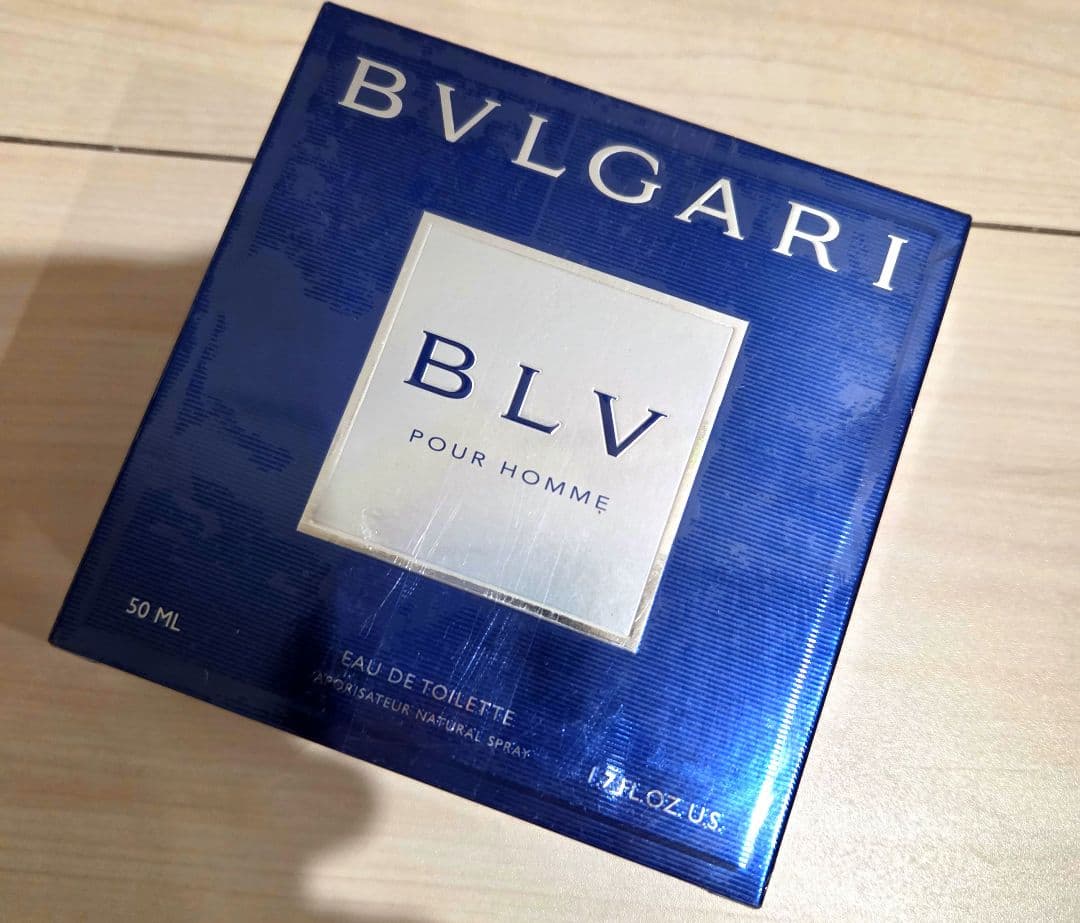 BVLGARI
BLV
POUR HOMME
50 ML
EAU DE TOILETTE
VAPORISATEUR NATURAL SPRAY
1.7 FL.OZ. U.S.